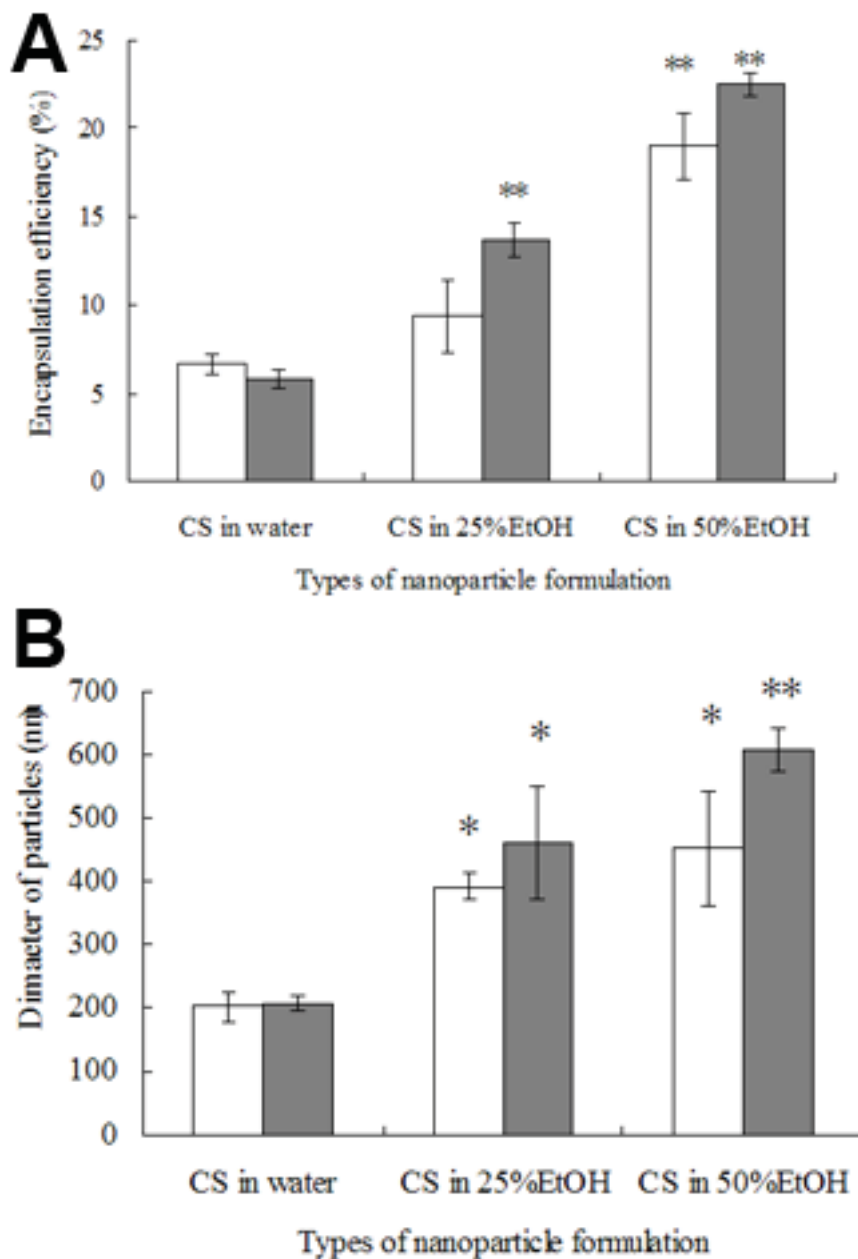 A
Encapsulation efficiency (%)
25
20
15
10
5
0
**
**
**
CS in water
CS in 25%EtOH
CS in 50%EtOH
Types of nanoparticle formulation
B
Dimaeter of particles (nm)
700
600
500
400
300
200
100
0
*
*
*
**
CS in water
CS in 25%EtOH
CS in 50%EtOH
Types of nanoparticle formulation